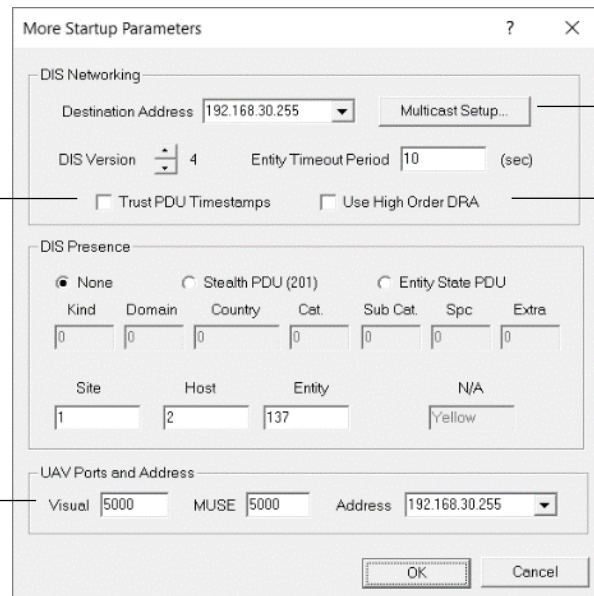 More Startup Parameters ?
DIS Networking
Destination Address 192.168.30.255 Multicast Setup...
DIS Version 4 Entity Timeout Period 10 (sec)
Trust PDU Timestamps Use High Order DRA
DIS Presence
None Stealth PDU (201) Entity State PDU
Kind Domain Country Cat. Sub Cat. Spc Extra
0 0 0 0 0 0 0
Site Host Entity N/A
1 2 137 Yellow
UAV Ports and Address
Visual 5000 MUSE 5000 Address 192.168.30.255
OK Cancel